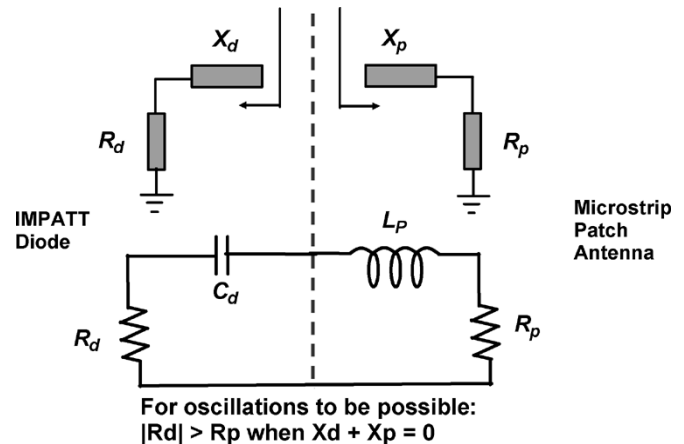 Xd
Xp
Rd
Rp
IMPATT
Diode
Microstrip
Patch
Antenna
LP
Cd
Rd
Rp
For oscillations to be possible:
|Rd| > Rp when Xd + Xp = 0